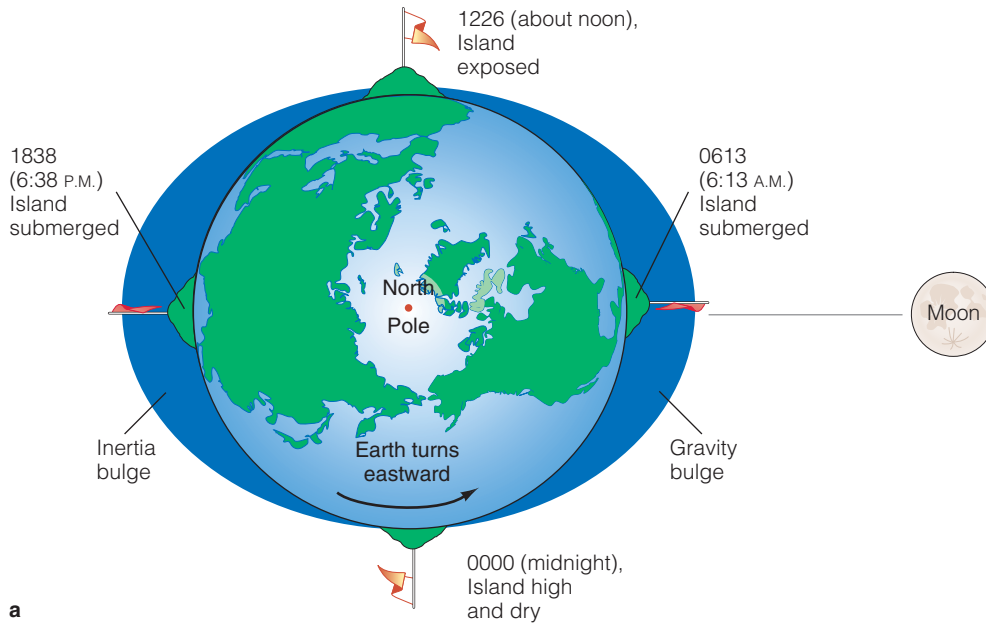 1226 (about noon),
Island
exposed
1838
(6:38 P.M.)
Island
submerged
0613
(6:13 A.M.)
Island
submerged
North
Pole
Moon
Inertia
bulge
Earth turns
eastward
Gravity
bulge
0000 (midnight),
Island high
and dry
a